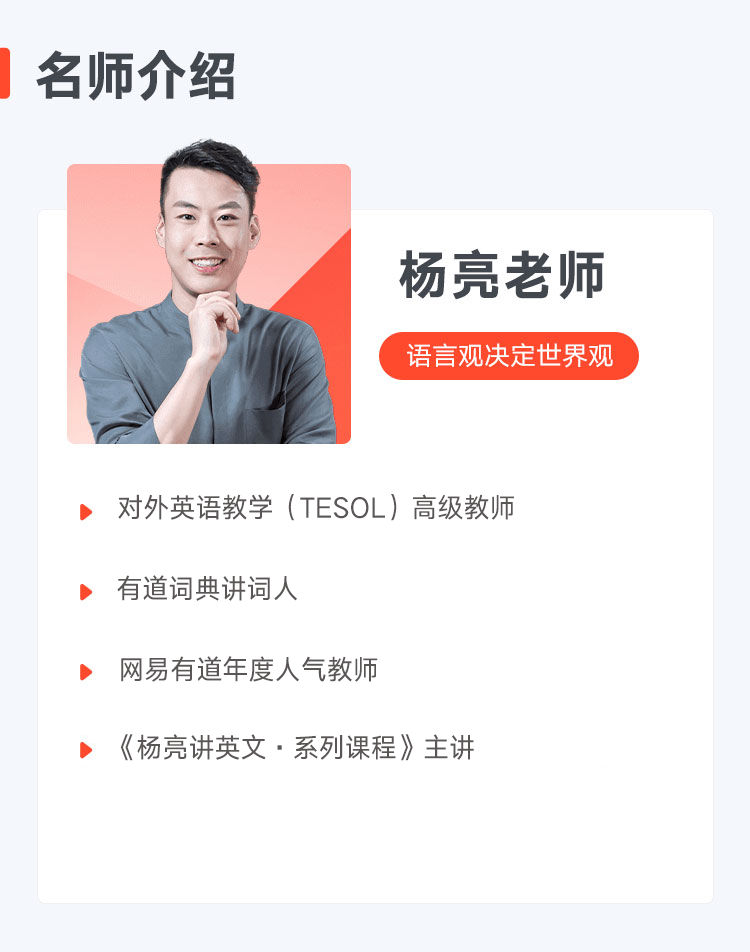 名师介绍
杨亮老师
语言观决定世界观
对外英语教学（TESOL）高级教师
有道词典讲词人
网易有道年度人气教师
《杨亮讲英文·系列课程》主讲